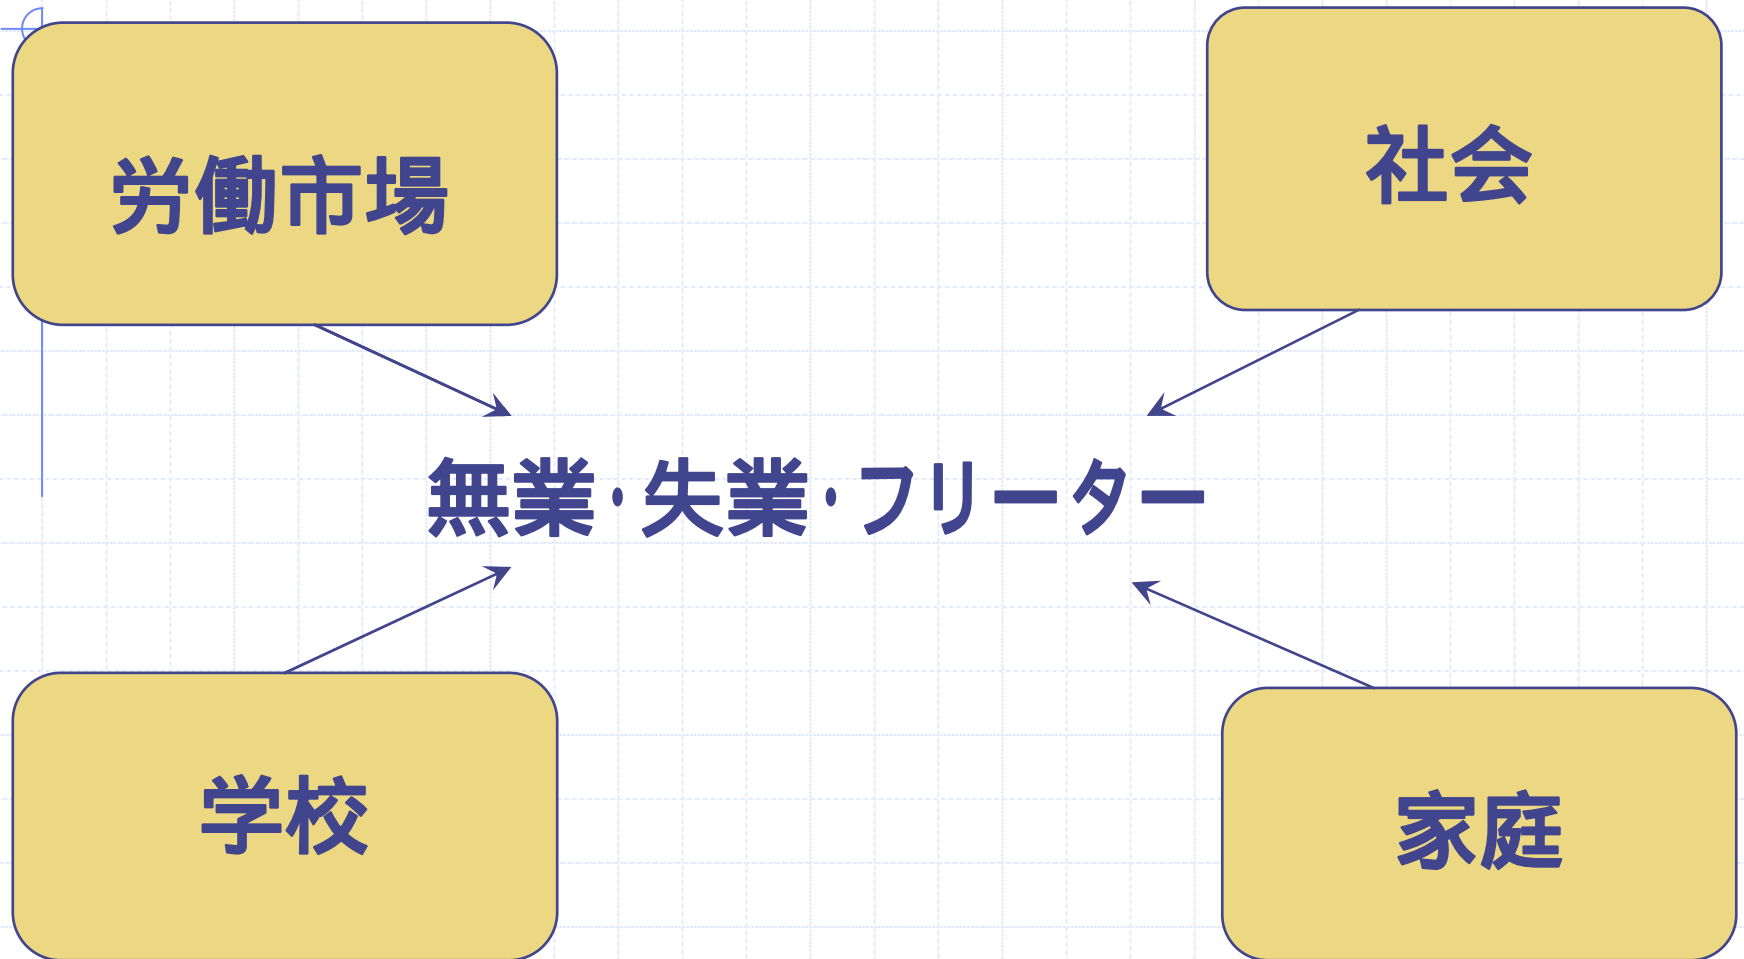 労働市場
社会
無業・失業・フリーター
学校
家庭